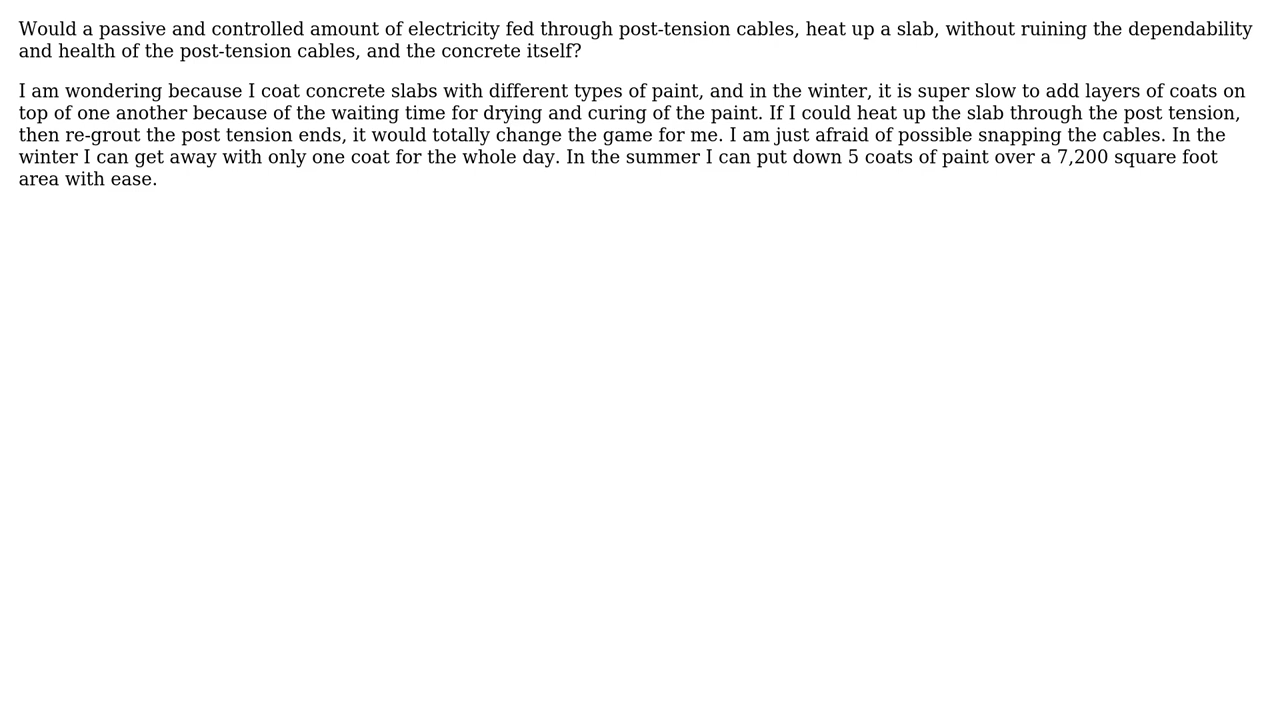 Would a passive and controlled amount of electricity fed through post-tension cables, heat up a slab, without ruining the dependability
and health of the post-tension cables, and the concrete itself?
I am wondering because I coat concrete slabs with different types of paint, and in the winter, it is super slow to add layers of coats on
top of one another because of the waiting time for drying and curing of the paint. If I could heat up the slab through the post tension,
then re-grout the post tension ends, it would totally change the game for me. I am just afraid of possible snapping the cables. In the
winter I can get away with only one coat for the whole day. In the summer I can put down 5 coats of paint over a 7,200 square foot
area with ease.